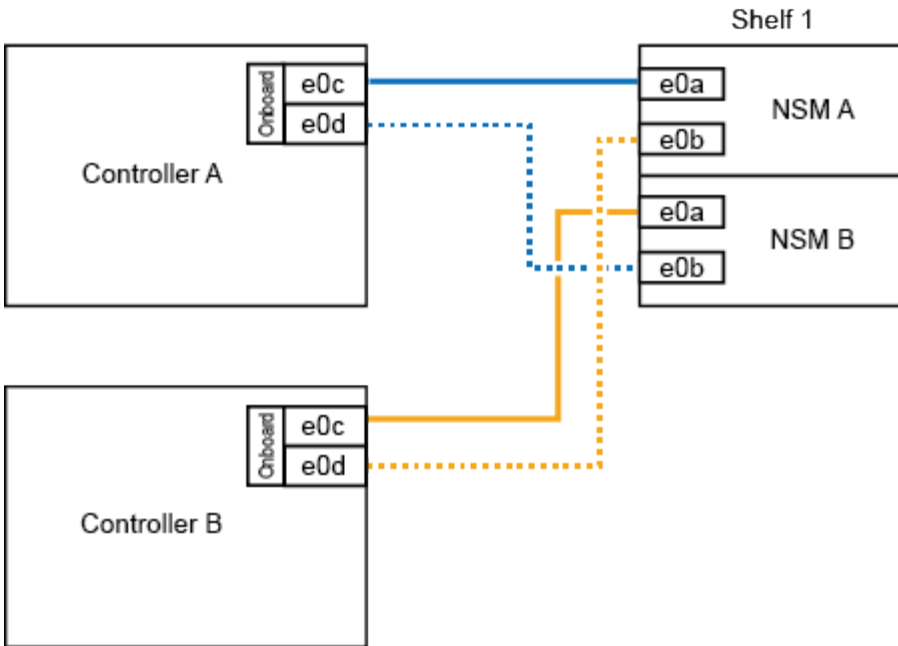 Shelf 1
Onboard
e0c
e0d
Controller A
e0a
e0b
NSM A
e0a
e0b
NSM B
Onboard
e0c
e0d
Controller B